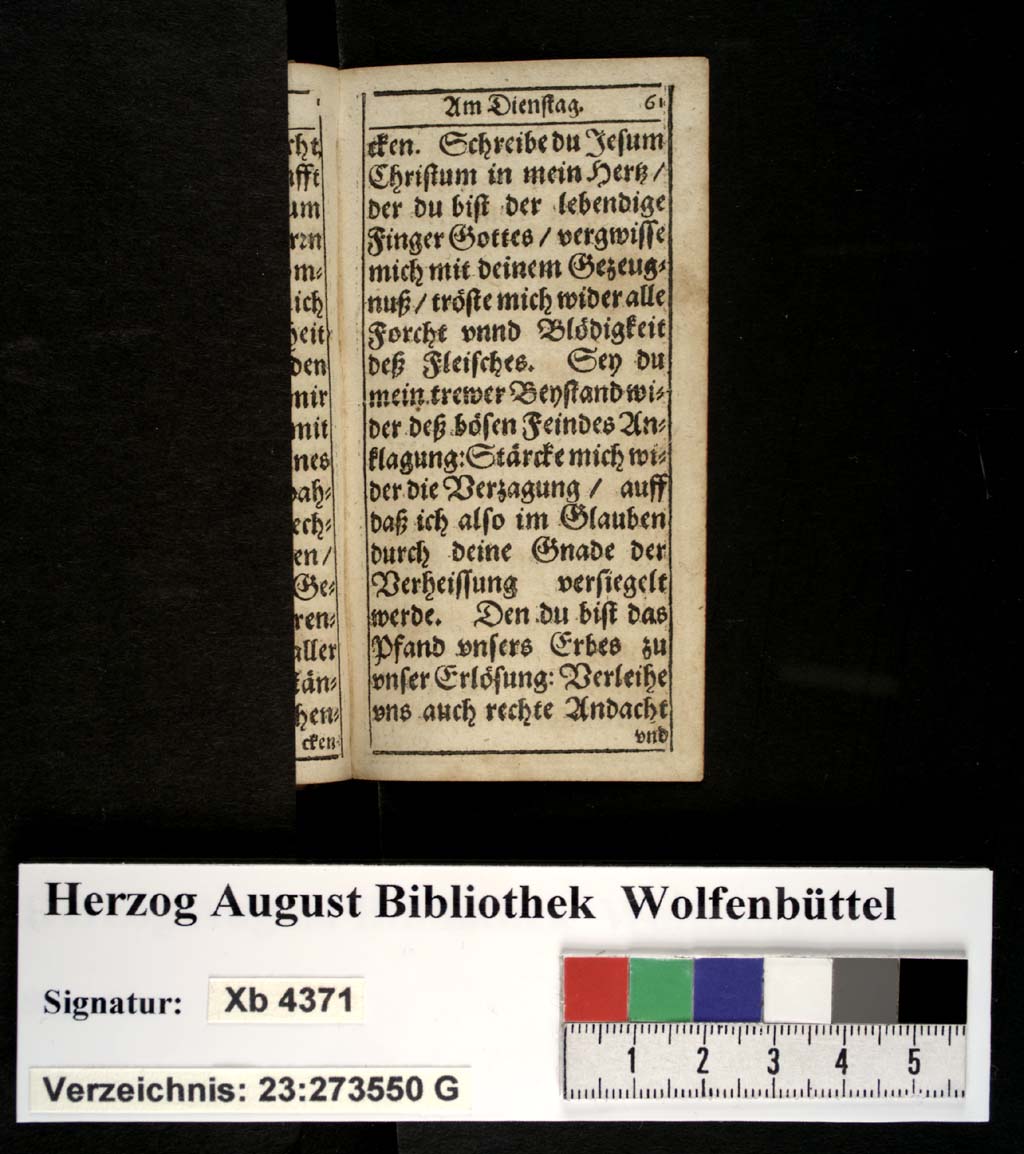 Am Dienstag. 61
cken. Schreibe du Jesum
Christum in mein Hertz /
der du bist der lebendige
Finger Gottes / vergwisse
mich mit deinem Gezeug-
nuß / tröste mich wider alle
Forcht vnnd Blödigkeit
deß Fleisches. Sey du
mein trewer Beystand wi-
der deß bösen Feindes An-
klagung: Stärcke mich wi-
der die Verzagung / auff
daß ich also im Glauben
durch deine Gnade der
Verheissung versiegelt
werde. Den du bist das
Pfand vnsers Erbes zu
vnser Erlösung: Verleihe
vns auch rechte Andacht
vnd
Herzog August Bibliothek Wolfenbüttel
Signatur: Xb 4371
Verzeichnis: 23:273550 G
1 2 3 4 5